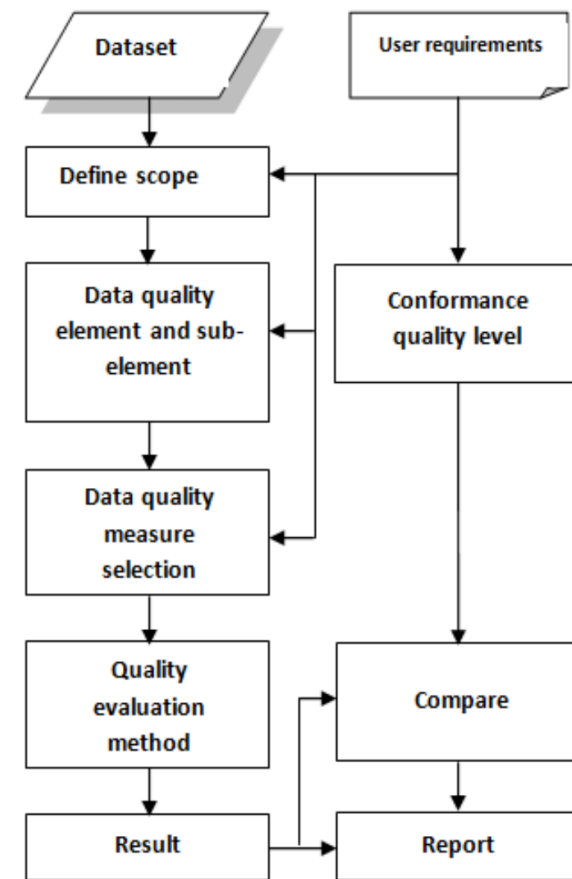 Dataset
User requirements
Define scope
Data quality
element and sub-
element
Conformance
quality level
Data quality
measure
selection
Quality
evaluation
method
Compare
Result
Report